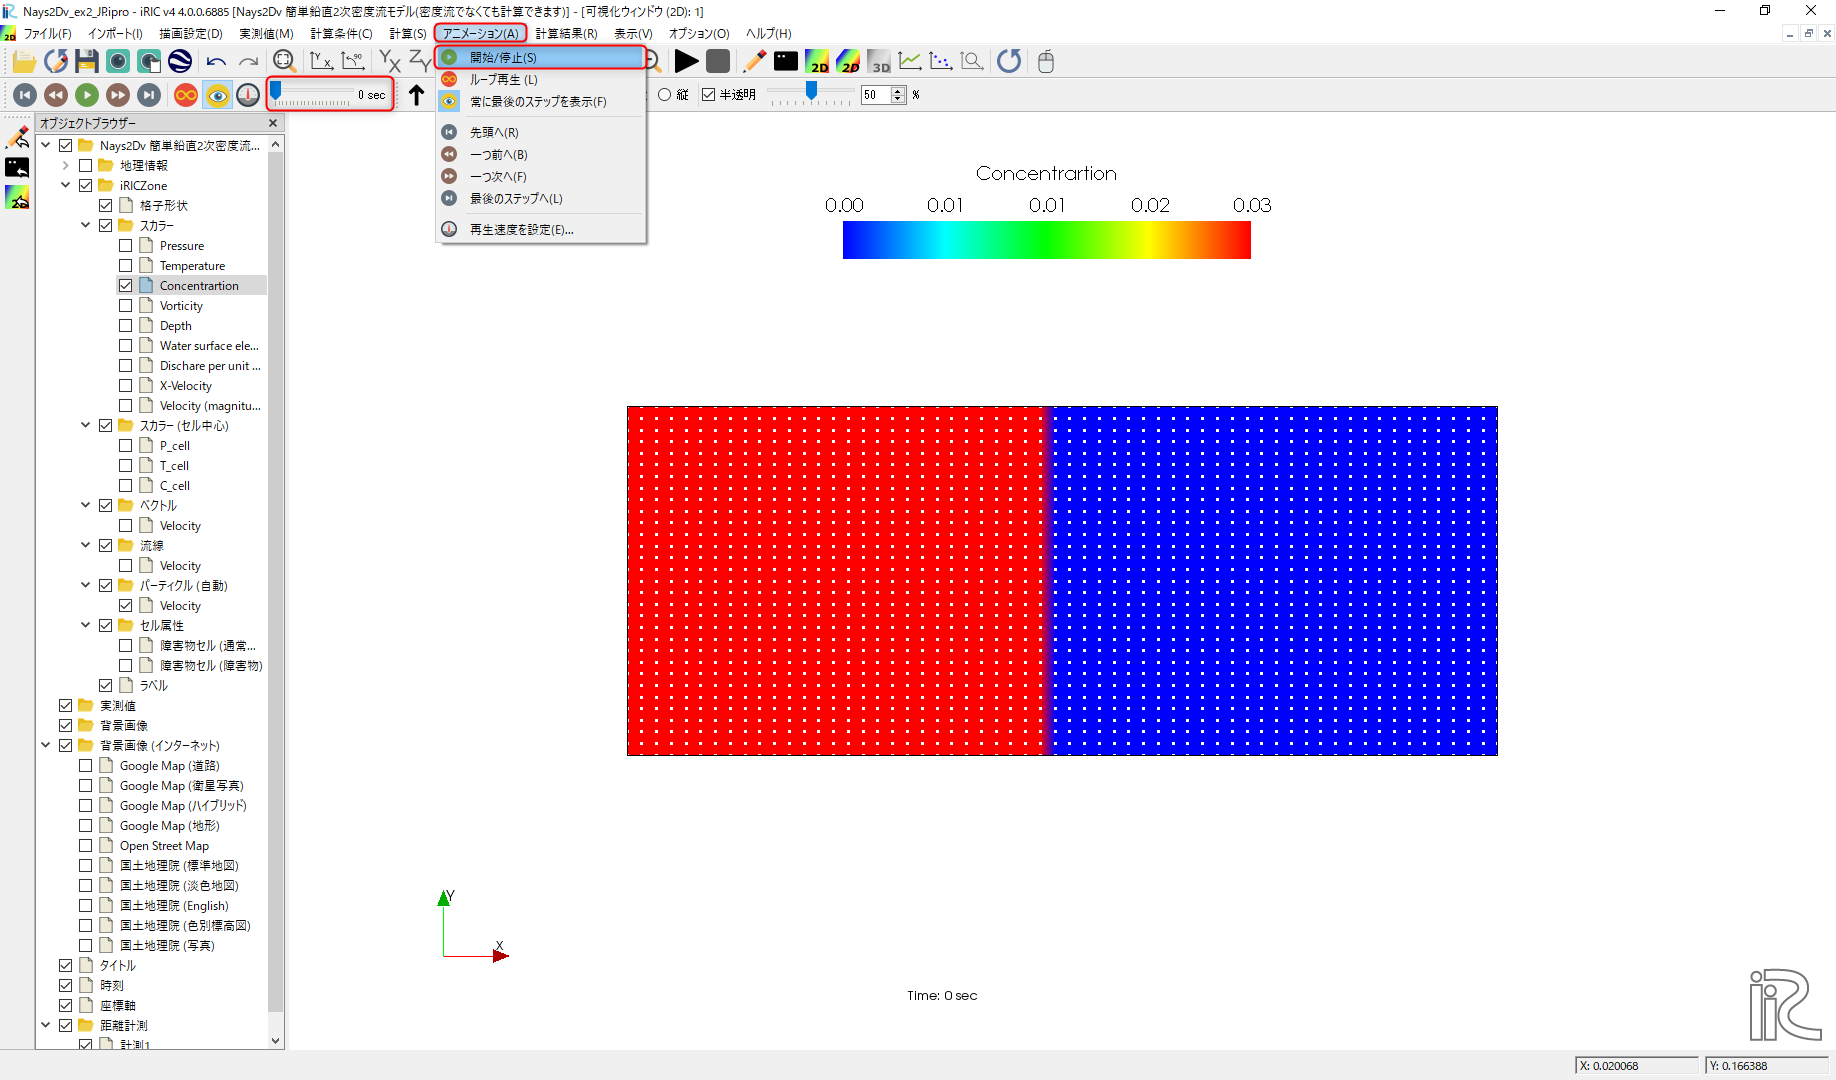 Nays2Dv_ex2_JP.ipro - iRIC v4 4.0.0.6885 [Nays2Dv 簡単鉛直2次密度流モデル(密度流でなくても計算できます)] - [可視化ウィンドウ (2D): 1]
ファイル(F) インポート(I) 描画設定(D) 実測値(M) 計算条件(C) 計算(S) アニメーション(A) 計算結果(R) 表示(V) オプション(O) ヘルプ(H)
0 sec
縦 半透明 50 %
開始/停止(S)
ループ再生 (L)
常に最後のステップを表示(F)
先頭へ(R)
一つ前へ(B)
一つ次へ(F)
最後のステップへ(L)
再生速度を設定(E)...
オブジェクトブラウザー
Nays2Dv 簡単鉛直2次密度流...
地理情報
iRICZone
格子形状
スカラー
Pressure
Temperature
Concentrartion
Vorticity
Depth
Water surface ele...
Dischare per unit ...
X-Velocity
Velocity (magnitu...
スカラー (セル中心)
P_cell
T_cell
C_cell
ベクトル
Velocity
流線
Velocity
パーティクル (自動)
Velocity
セル属性
障害物セル (通常...
障害物セル (障害物)
ラベル
実測値
背景画像
背景画像 (インターネット)
Google Map (道路)
Google Map (衛星写真)
Google Map (ハイブリッド)
Google Map (地形)
Open Street Map
国土地理院 (標準地図)
国土地理院 (淡色地図)
国土地理院 (English)
国土地理院 (色別標高図)
国土地理院 (写真)
タイトル
時刻
座標軸
距離計測
計測1
Concentrartion
0.00 0.01 0.01 0.02 0.03
Y
X
Time: 0 sec
iRIC
X: 0.020068 Y: 0.166388